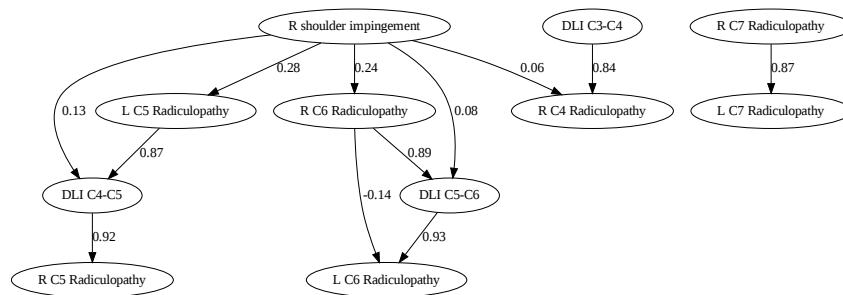 R shoulder impingement
DLI C3-C4
R C7 Radiculopathy
0.13
0.28
0.24
0.08
0.06
0.84
0.87
L C5 Radiculopathy
R C6 Radiculopathy
R C4 Radiculopathy
L C7 Radiculopathy
0.87
0.89
DLI C4-C5
-0.14
DLI C5-C6
0.92
0.93
R C5 Radiculopathy
L C6 Radiculopathy